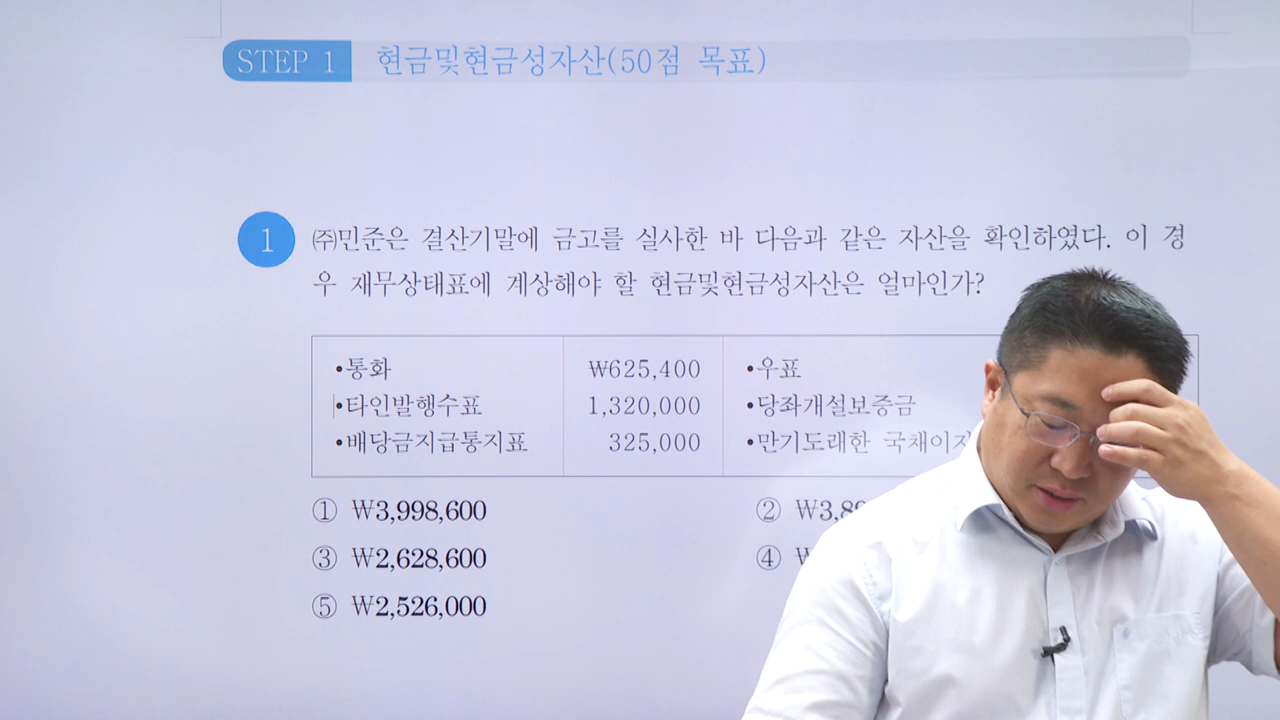 STEP 1 현금및현금성자산(50점 목표)
1 ㈜민준은 결산기말에 금고를 실사한 바 다음과 같은 자산을 확인하였다. 이 경
우 재무상태표에 계상해야 할 현금및현금성자산은 얼마인가?
•통화 ₩625,400 •우표
•타인발행수표 1,320,000 •당좌개설보증금
•배당금지급통지표 325,000 •만기도래한 국채이자
① ₩3,998,600 ②
③ ₩2,628,600 ④ ₩
⑤ ₩2,526,000